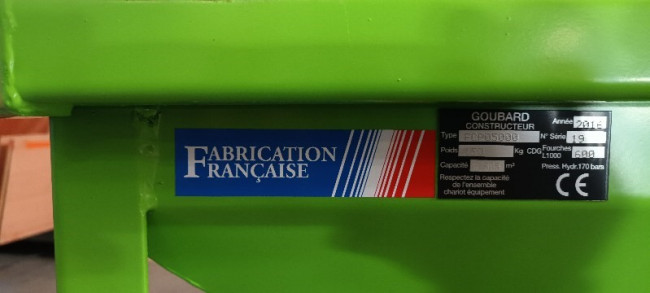 FABRICATION
FRANÇAISE
GOUBARD
CONSTRUCTEUR
Année 2016
Type
N° Série 19
Poids Kg CDG Fourches L1000 600
Capacité m³
Press. Hydr. 170 bars
Respectez la capacité
de l'ensemble
chariot équipement
CE